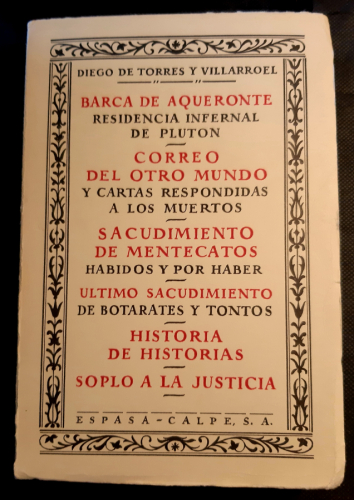 DIEGO DE TORRES Y VILLARROEL
BARCA DE AQUERONTE
RESIDENCIA INFERNAL
DE PLUTON
CORREO
DEL OTRO MUNDO
Y CARTAS RESPONDIDAS
A LOS MUERTOS
SACUDIMIENTO
DE MENTECATOS
HABIDOS Y POR HABER
ULTIMO SACUDIMIENTO
DE BOTARATES Y TONTOS
HISTORIA
DE HISTORIAS
SOPLO A LA JUSTICIA
ESPASA-CALPE, S. A.